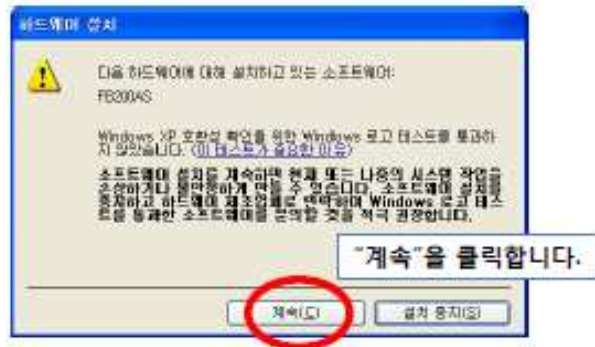 하드웨어 설치
다음 하드웨어에 대해 설치하고 있는 소프트웨어:
FB200AS
Windows XP 호환성 확인을 위한 Windows 로고 테스트를 통과하
지 않았습니다. (이 테스트가 중요한 이유)
소프트웨어 설치를 계속하면 현재 또는 나중의 시스템 작업을
손상하거나 불안정하게 만들 수 있습니다. 소프트웨어 설치를
중지하고 하드웨어 제조업체로 연락하여 Windows 로고 테스
트를 통과한 소프트웨어를 문의할 것을 적극 권장합니다.
"계속"을 클릭합니다.
계속(C) 설치 중지(S)